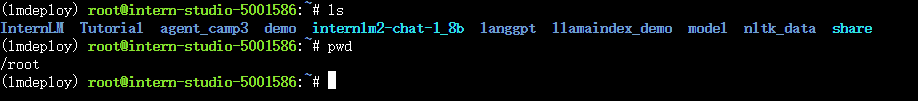 (lmdeploy) root@intern-studio-5001586:~# ls
InternLM  Tutorial  agent_camp3  demo  internlm2-chat-1_8b  langgpt  llamaindex_demo  model  nltk_data  share
(lmdeploy) root@intern-studio-5001586:~# pwd
/root
(lmdeploy) root@intern-studio-5001586:~#